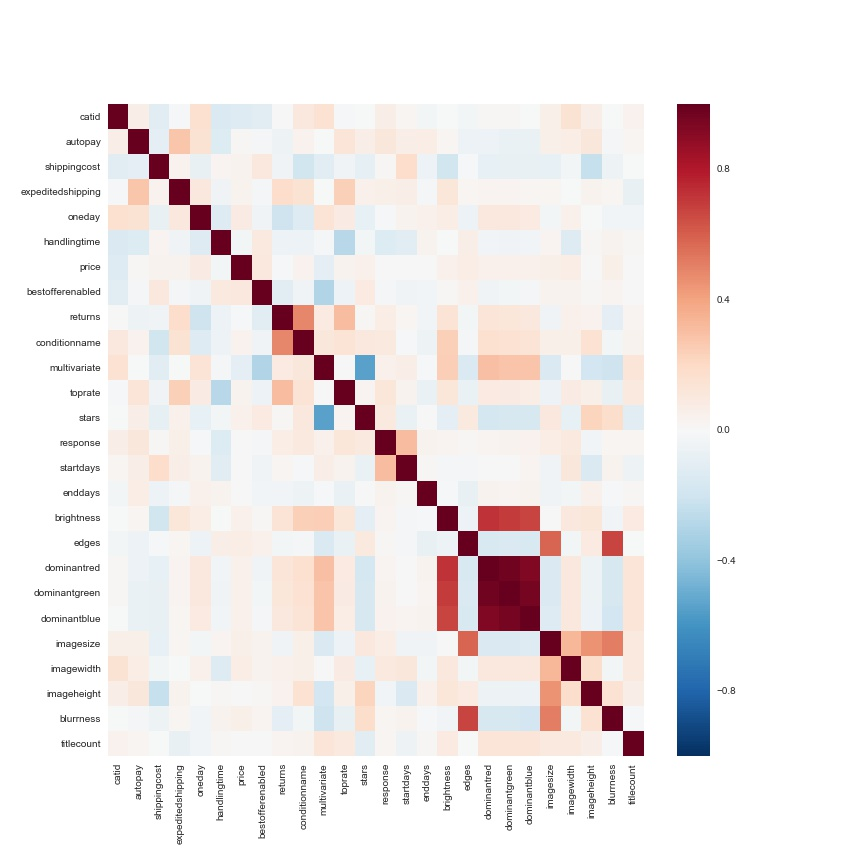 catid
autopay
shippingcost
expeditedshipping
oneday
handlingtime
price
bestofferenabled
returns
conditionname
multivariate
toprate
stars
response
startdays
enddays
brightness
edges
dominantred
dominantgreen
dominantblue
imagesize
imagewidth
imageheight
blurrness
titlecount
catid
autopay
shippingcost
expeditedshipping
oneday
handlingtime
price
bestofferenabled
returns
conditionname
multivariate
toprate
stars
response
startdays
enddays
brightness
edges
dominantred
dominantgreen
dominantblue
imagesize
imagewidth
imageheight
blurrness
titlecount
0.8
0.4
0.0
−0.4
−0.8